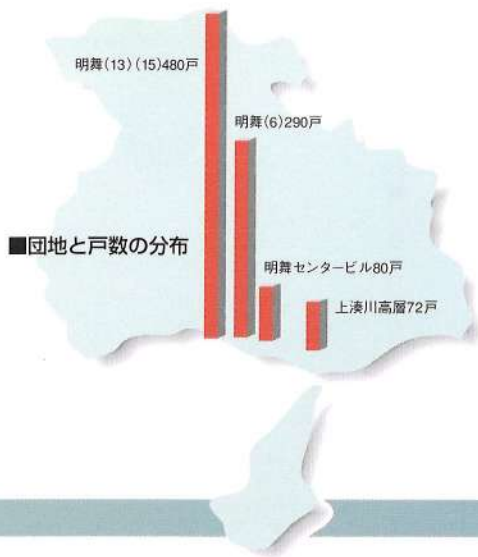 明舞(13)(15)480戸
明舞(6)290戸
■団地と戸数の分布
明舞センタービル80戸
上湊川高層72戸